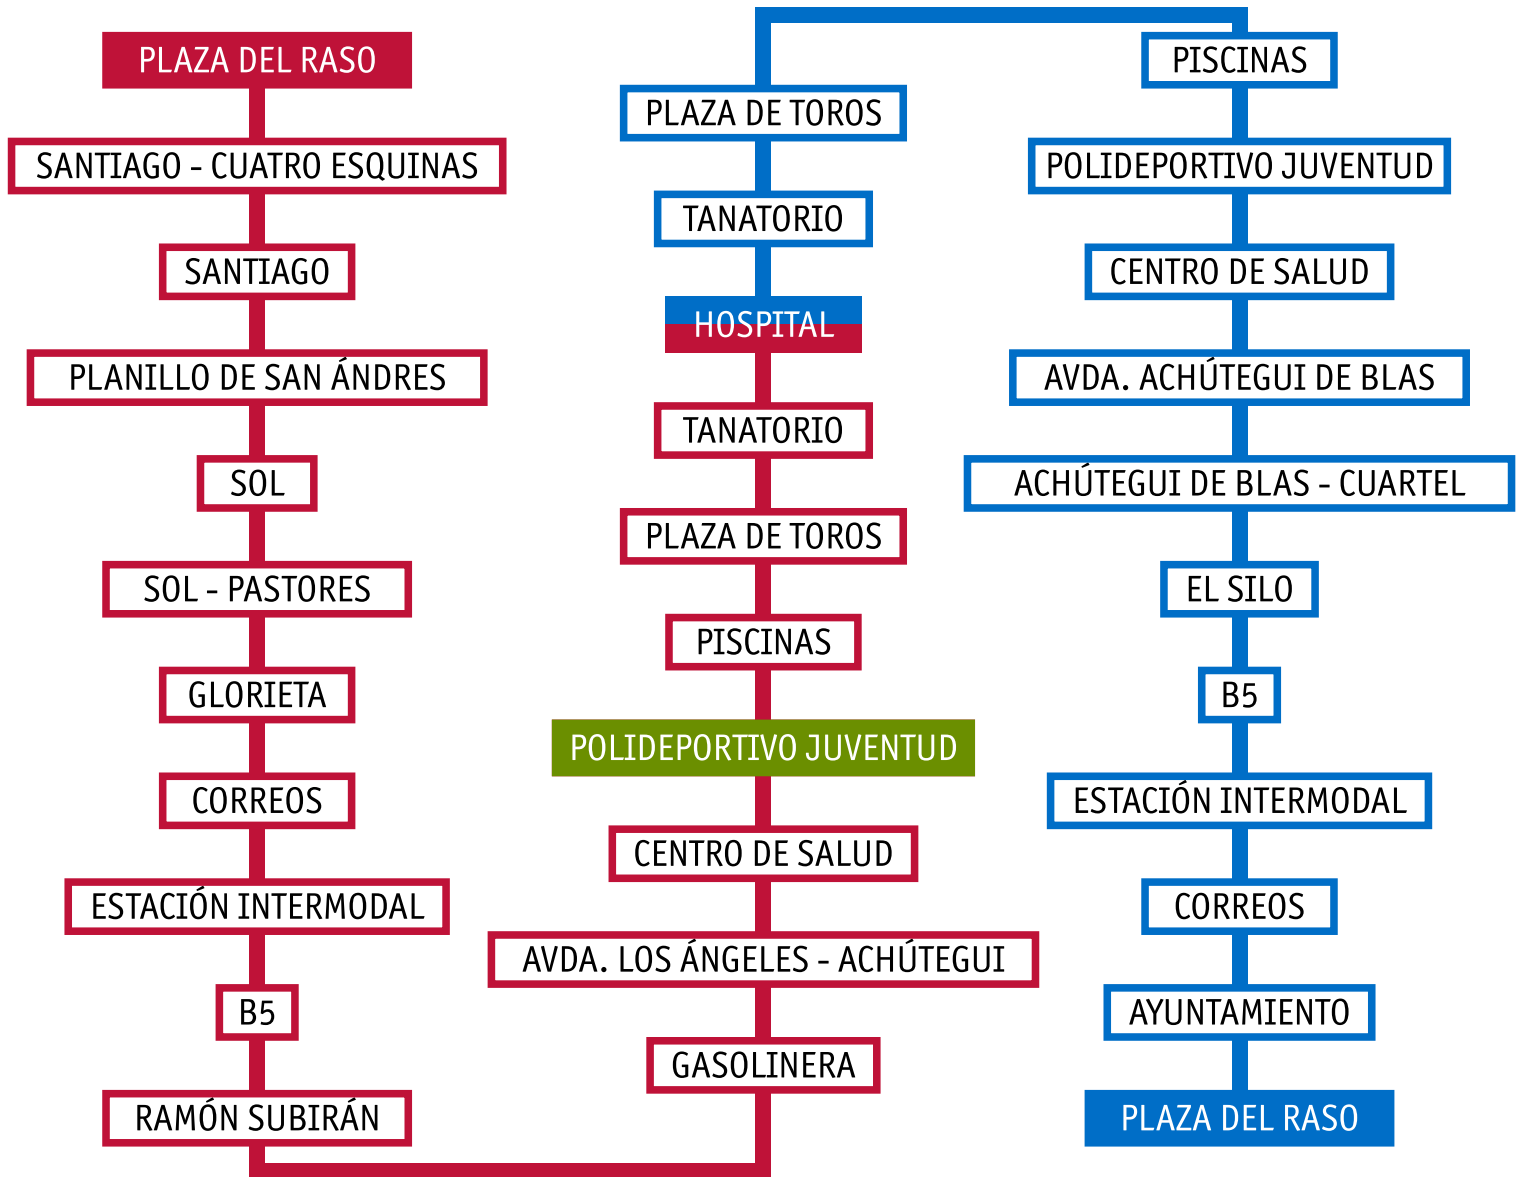 PLAZA DEL RASO
SANTIAGO - CUATRO ESQUINAS
SANTIAGO
PLANILLO DE SAN ÁNDRES
SOL
SOL - PASTORES
GLORIETA
CORREOS
ESTACIÓN INTERMODAL
B5
RAMÓN SUBIRÁN
PLAZA DE TOROS
TANATORIO
HOSPITAL
TANATORIO
PLAZA DE TOROS
PISCINAS
POLIDEPORTIVO JUVENTUD
CENTRO DE SALUD
AVDA. LOS ÁNGELES - ACHÚTEGUI
GASOLINERA
PISCINAS
POLIDEPORTIVO JUVENTUD
CENTRO DE SALUD
AVDA. ACHÚTEGUI DE BLAS
ACHÚTEGUI DE BLAS - CUARTEL
EL SILO
B5
ESTACIÓN INTERMODAL
CORREOS
AYUNTAMIENTO
PLAZA DEL RASO